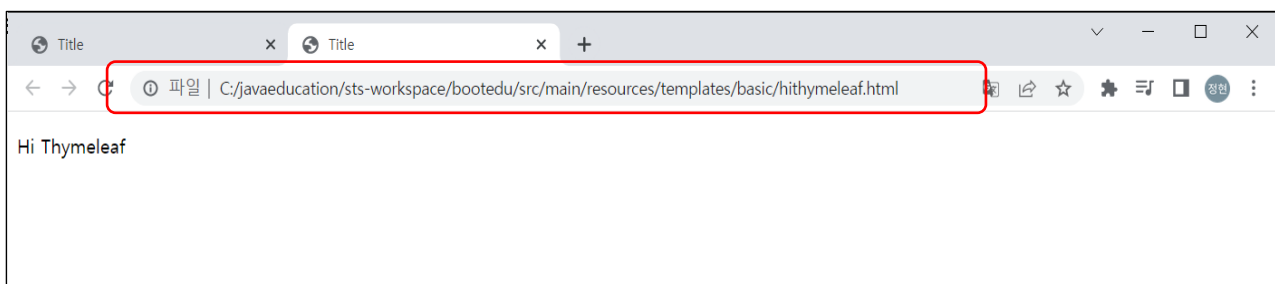 Title
Title
파일 | C:/javaeducation/sts-workspace/bootedu/src/main/resources/templates/basic/hithymeleaf.html
정현
Hi Thymeleaf